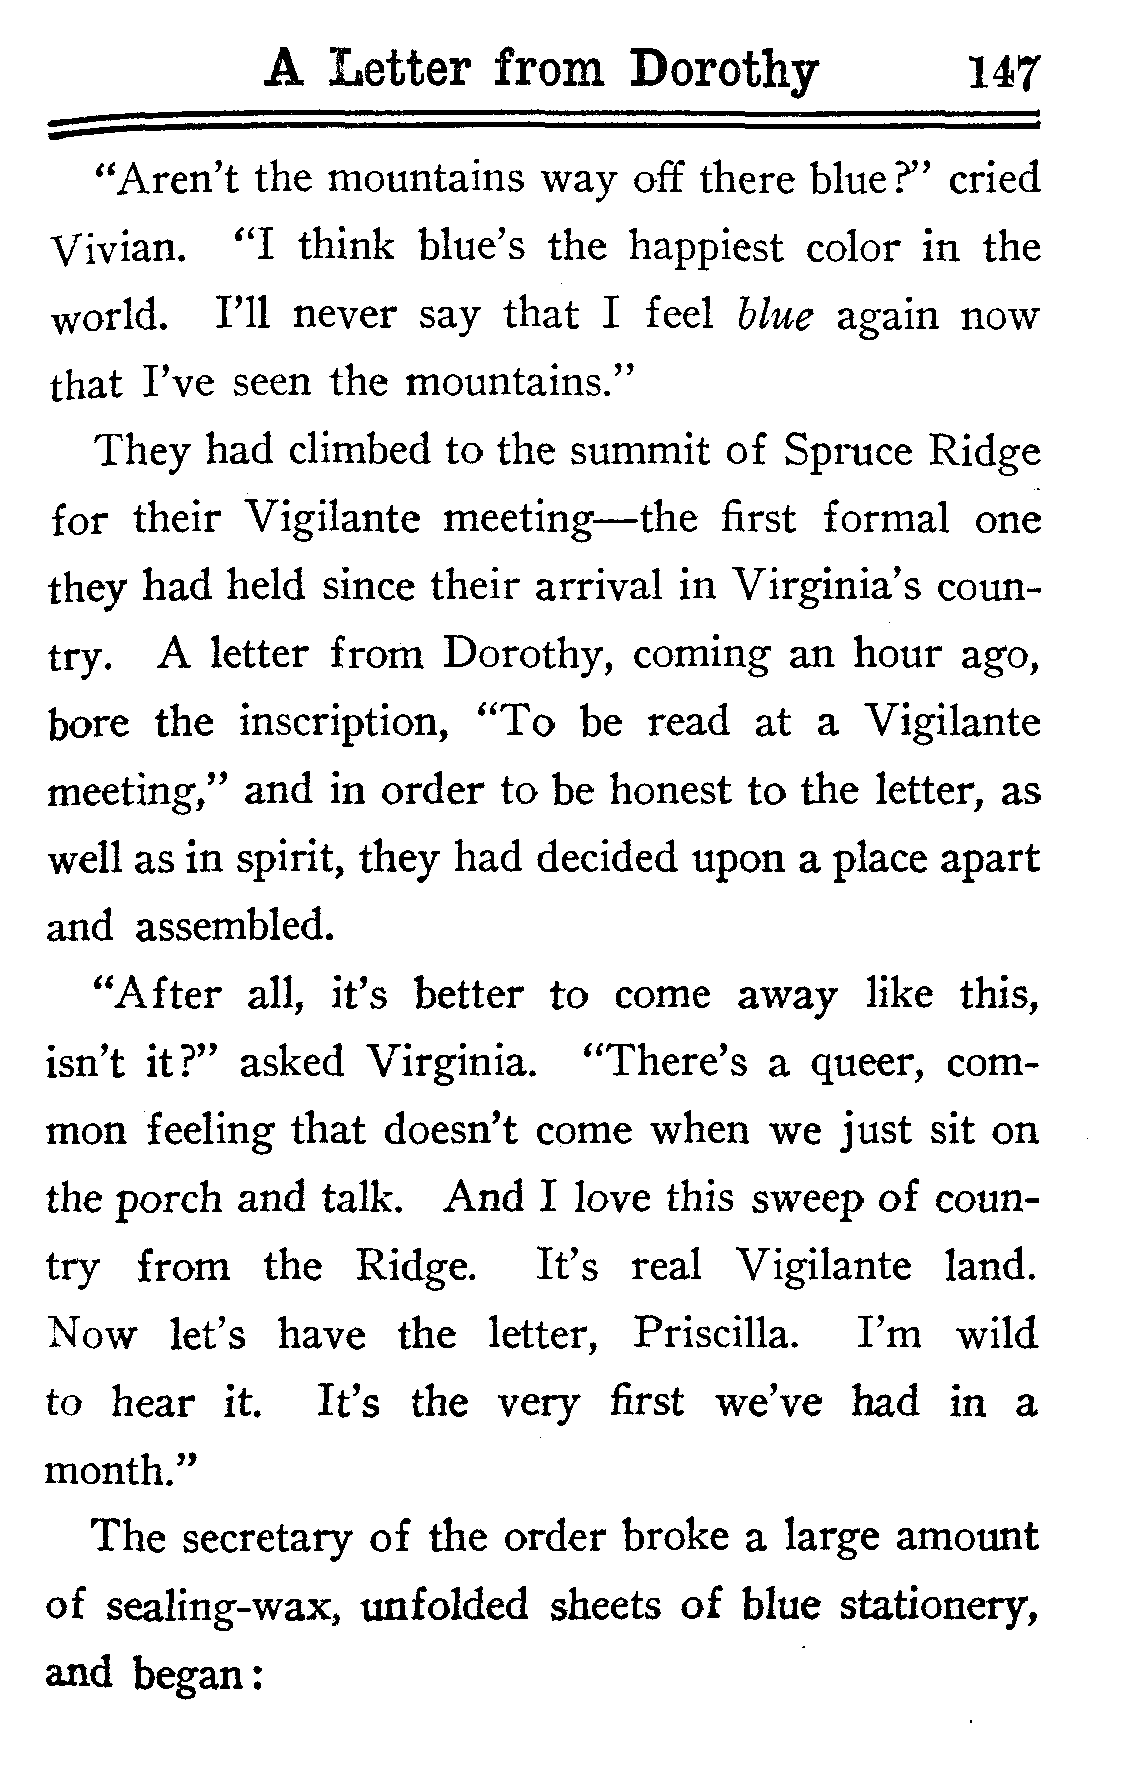 A Letter from Dorothy 147
“Aren’t the mountains way off there blue?” cried
Vivian. “I think blue’s the happiest color in the
world. I’ll never say that I feel blue again now
that I’ve seen the mountains.”
They had climbed to the summit of Spruce Ridge
for their Vigilante meeting—the first formal one
they had held since their arrival in Virginia’s coun-
try. A letter from Dorothy, coming an hour ago,
bore the inscription, “To be read at a Vigilante
meeting,” and in order to be honest to the letter, as
well as in spirit, they had decided upon a place apart
and assembled.
“After all, it’s better to come away like this,
isn’t it?” asked Virginia. “There’s a queer, com-
mon feeling that doesn’t come when we just sit on
the porch and talk. And I love this sweep of coun-
try from the Ridge. It’s real Vigilante land.
Now let’s have the letter, Priscilla. I’m wild
to hear it. It’s the very first we’ve had in a
month.”
The secretary of the order broke a large amount
of sealing-wax, unfolded sheets of blue stationery,
and began: